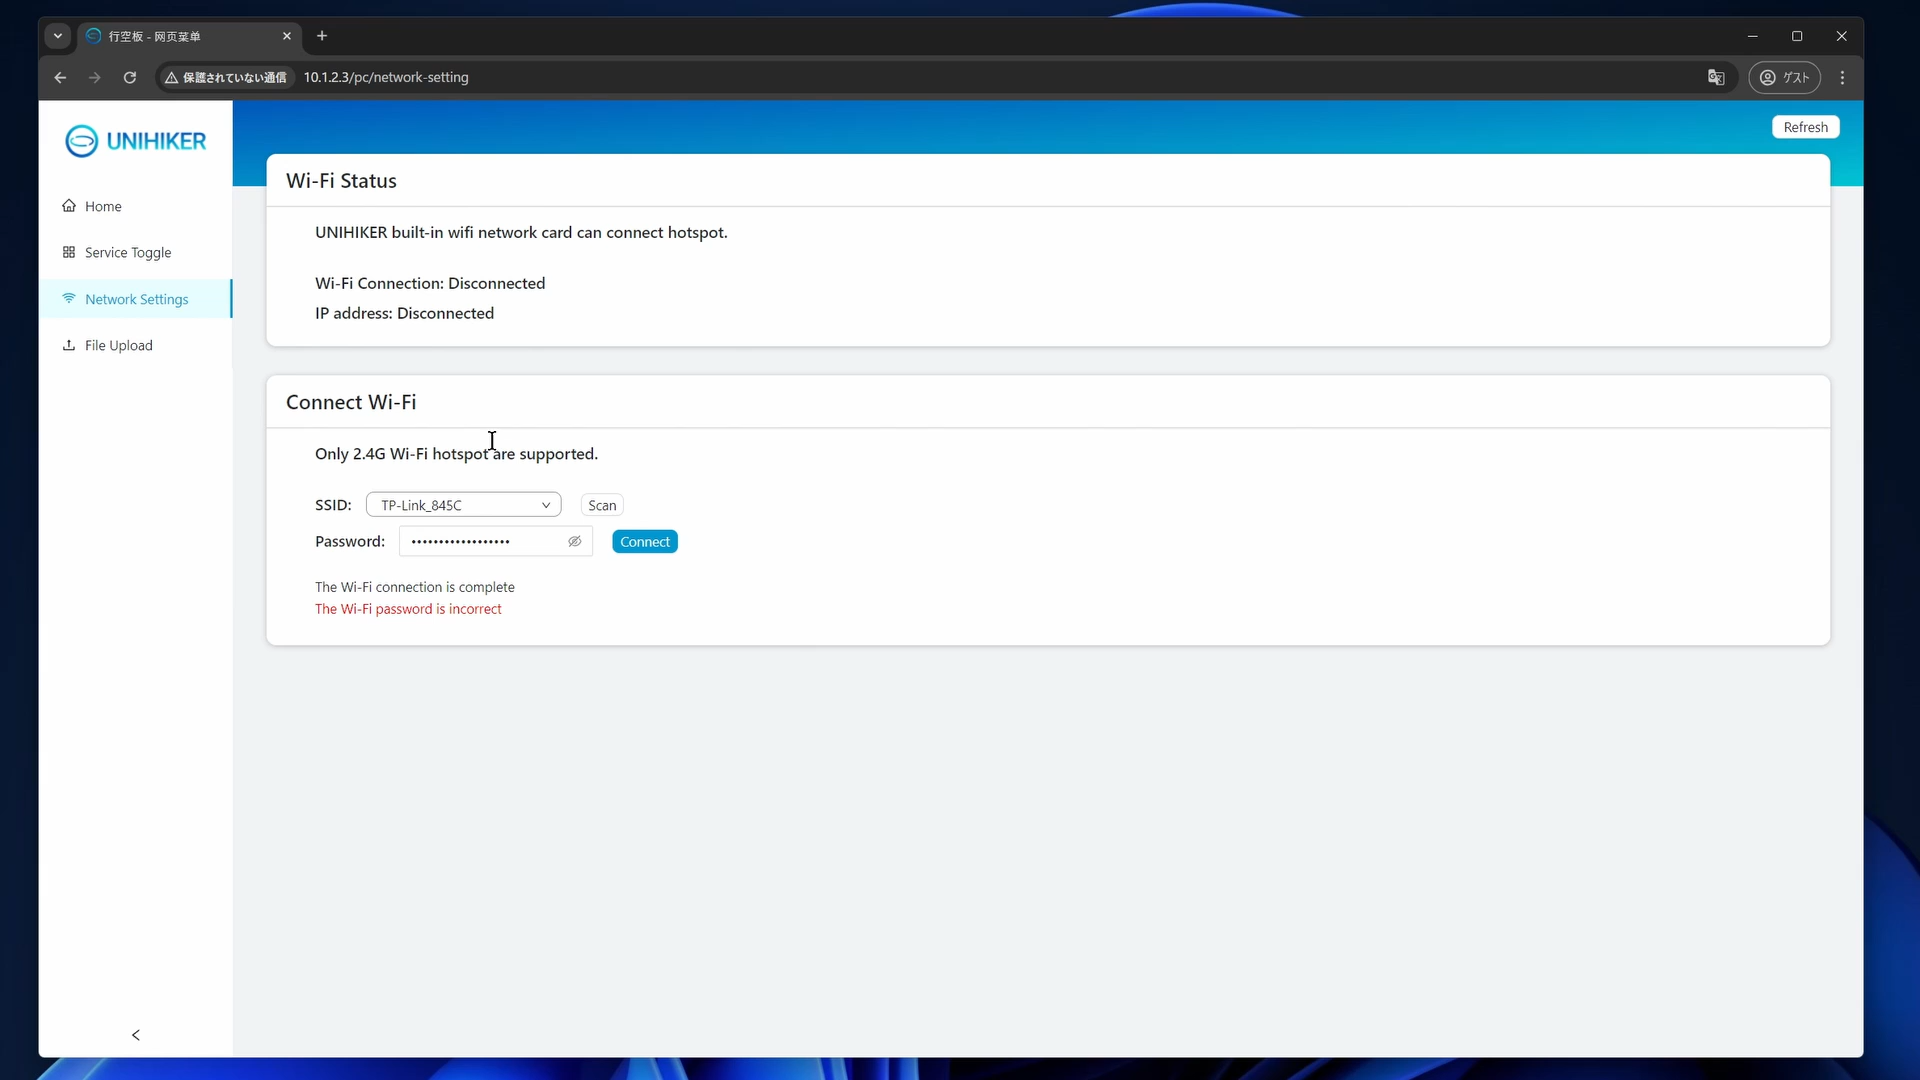 行空板 - 网页菜单
保護されていない通信
10.1.2.3/pc/network-setting
ゲスト
UNIHIKER
Refresh
Home
Service Toggle
Network Settings
File Upload
Wi-Fi Status
UNIHIKER built-in wifi network card can connect hotspot.
Wi-Fi Connection: Disconnected
IP address: Disconnected
Connect Wi-Fi
Only 2.4G Wi-Fi hotspot are supported.
SSID: TP-Link_845C Scan
Password: •••••••••••••••••• Connect
The Wi-Fi connection is complete
The Wi-Fi password is incorrect